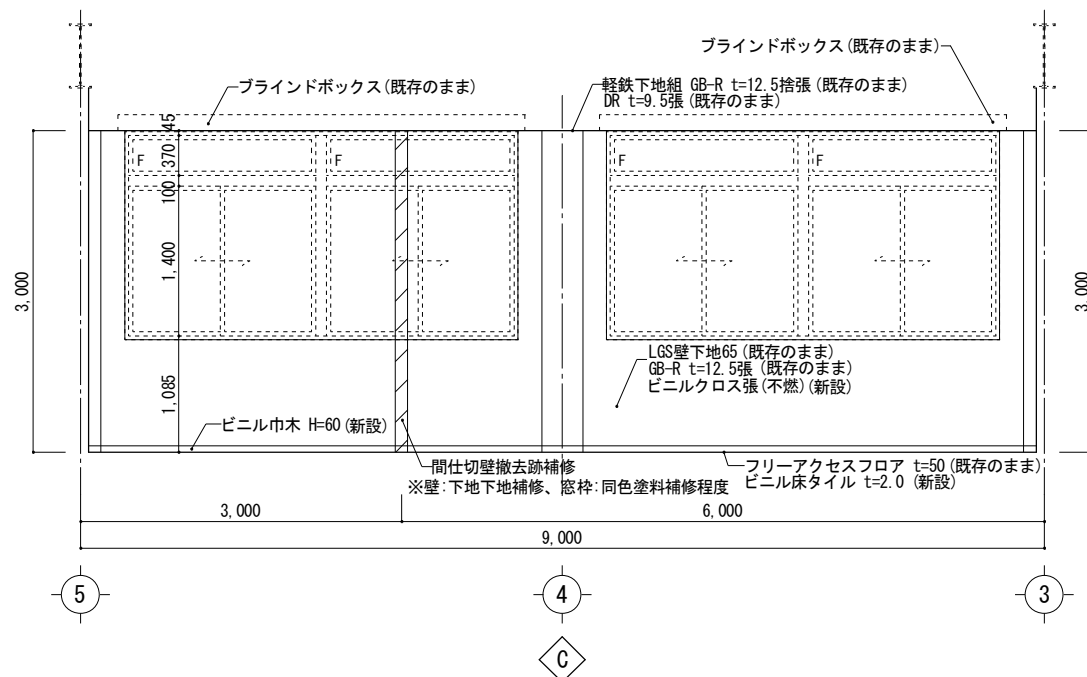 ブラインドボックス(既存のまま)
ブラインドボックス(既存のまま)
軽鉄下地組 GB-R t=12.5捨張(既存のまま)
DR t=9.5張(既存のまま)
45
370
100
1,400
1,085
F
F
F
F
3,000
3,000
LGS壁下地65(既存のまま)
GB-R t=12.5張(既存のまま)
ビニルクロス張(不燃)(新設)
ビニル巾木 H=60(新設)
間仕切壁撤去跡補修
※壁:下地下地補修、窓枠:同色塗料補修程度
フリーアクセスフロア t=50(既存のまま)
ビニル床タイル t=2.0(新設)
3,000
6,000
9,000
5
4
3
C